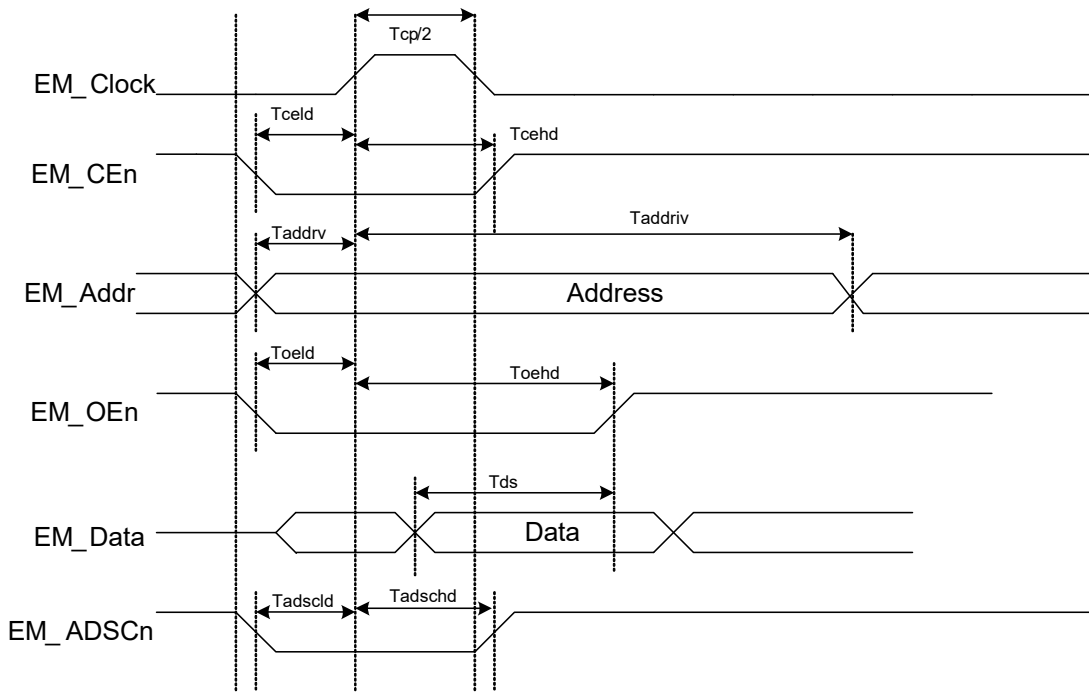 Tcp/2
EM_Clock
Tceld
Tcehd
EM_CEn
Taddrv
Taddriv
EM_Addr
Address
Toeld
Toehd
EM_OEn
Tds
EM_Data
Data
Tadscld
Tadschd
EM_ADSCn